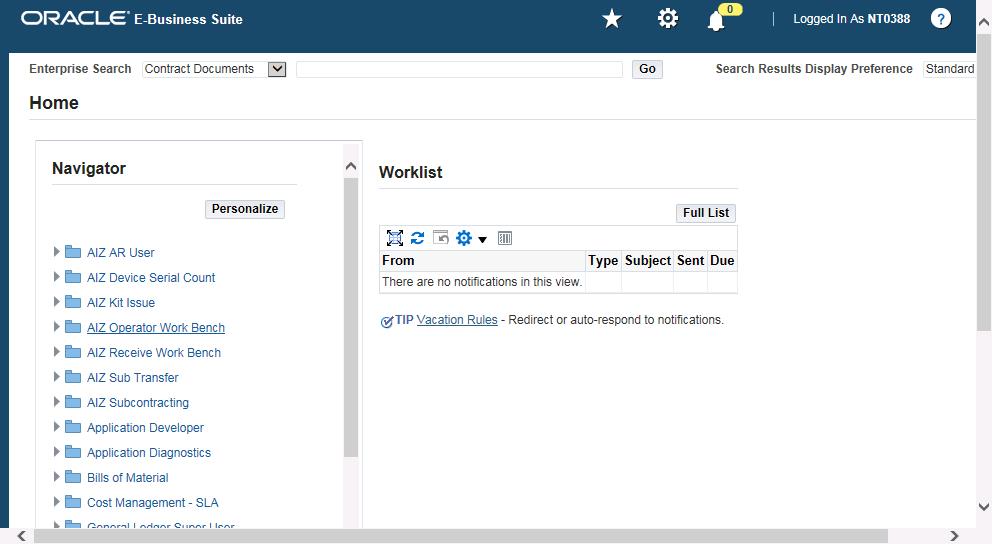 ORACLE® E-Business Suite
0
Logged In As NT0388
?
Enterprise Search Contract Documents Go Search Results Display Preference Standard
Home
Navigator
Personalize
AIZ AR User
AIZ Device Serial Count
AIZ Kit Issue
AIZ Operator Work Bench
AIZ Receive Work Bench
AIZ Sub Transfer
AIZ Subcontracting
Application Developer
Application Diagnostics
Bills of Material
Cost Management - SLA
General Ledger Super User
Worklist
Full List
From Type Subject Sent Due
There are no notifications in this view.
TIP Vacation Rules - Redirect or auto-respond to notifications.